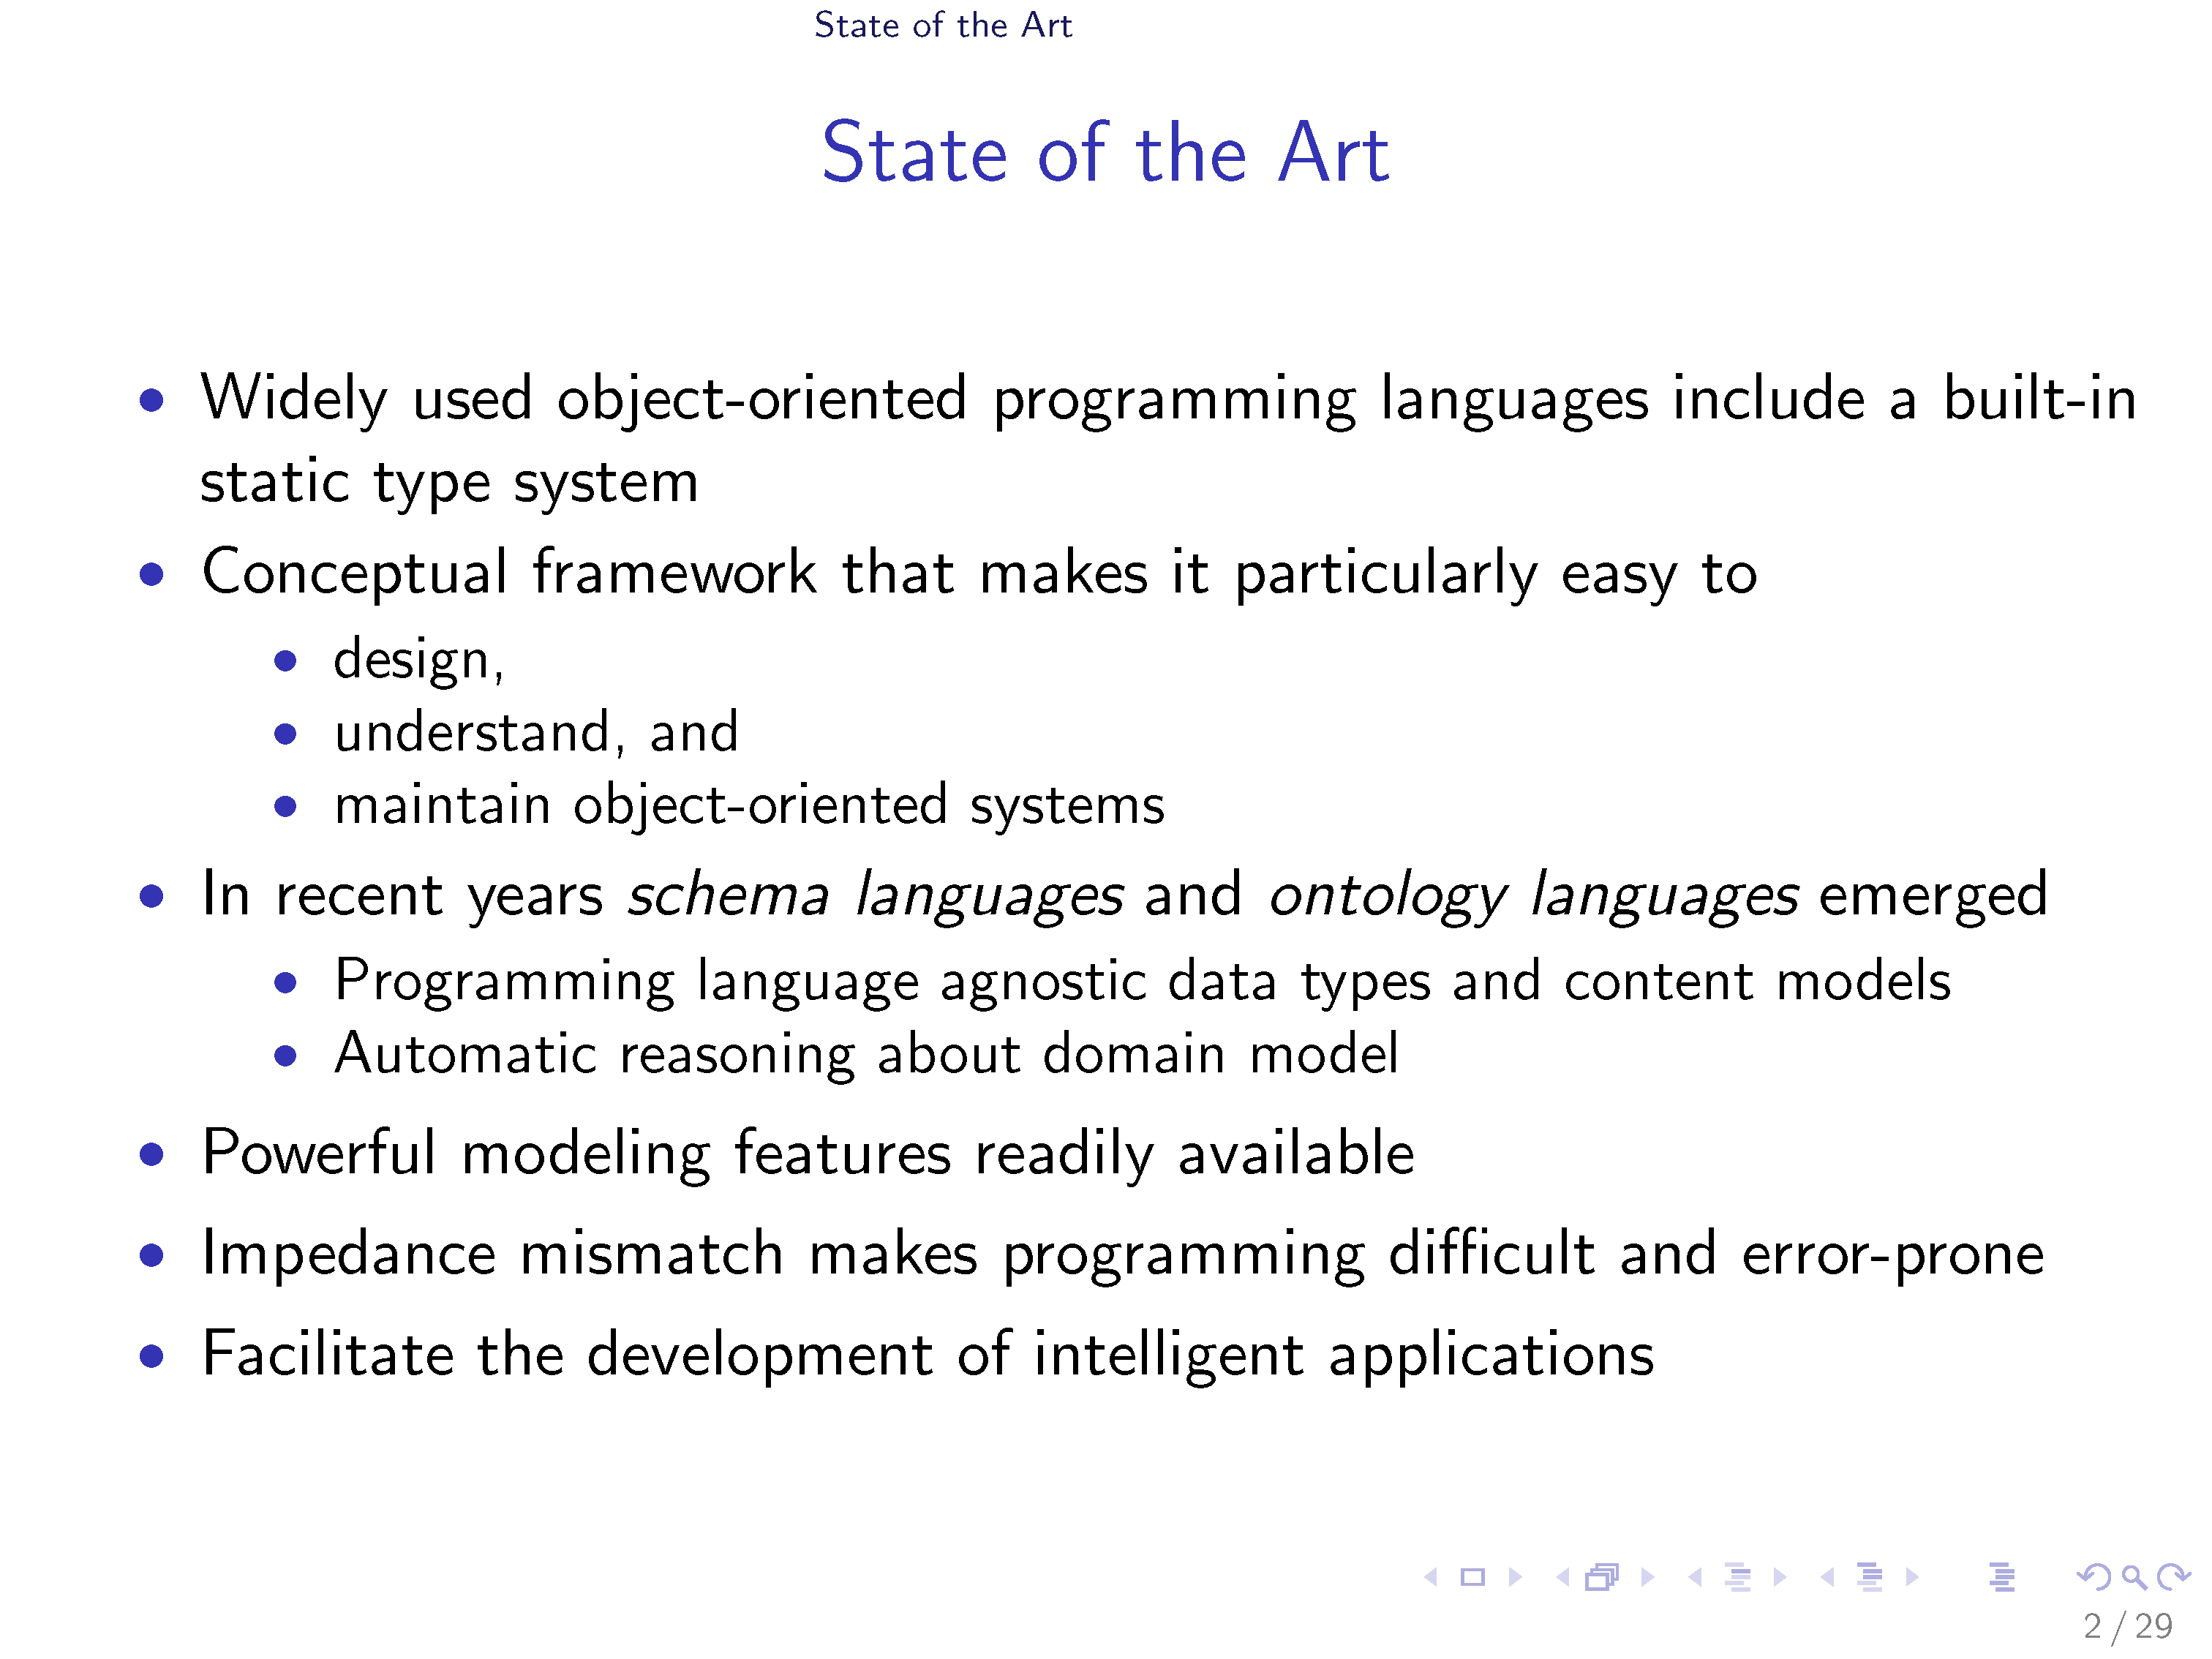 State of the Art
State of the Art
• Widely used object-oriented programming languages include a built-in
static type system
• Conceptual framework that makes it particularly easy to
• design,
• understand, and
• maintain object-oriented systems
• In recent years schema languages and ontology languages emerged
• Programming language agnostic data types and content models
• Automatic reasoning about domain model
• Powerful modeling features readily available
• Impedance mismatch makes programming difficult and error-prone
• Facilitate the development of intelligent applications
2 / 29